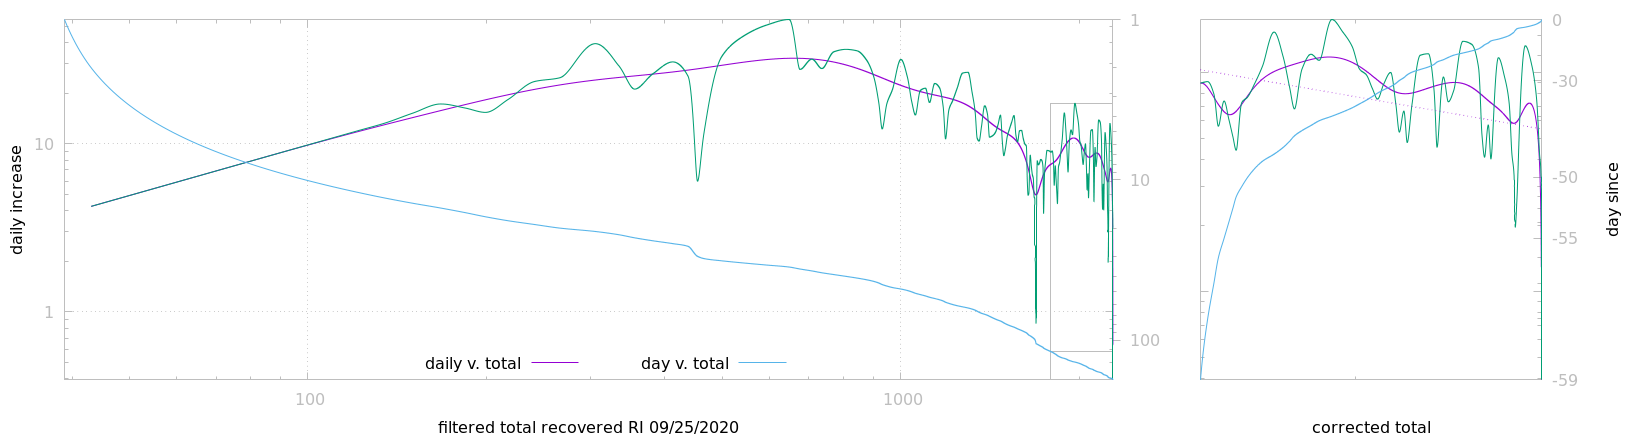 1
0
10
-30
daily increase
10
-50
day since
1
-55
100
daily v. total
day v. total
-59
100
1000
filtered total recovered RI 09/25/2020
corrected total